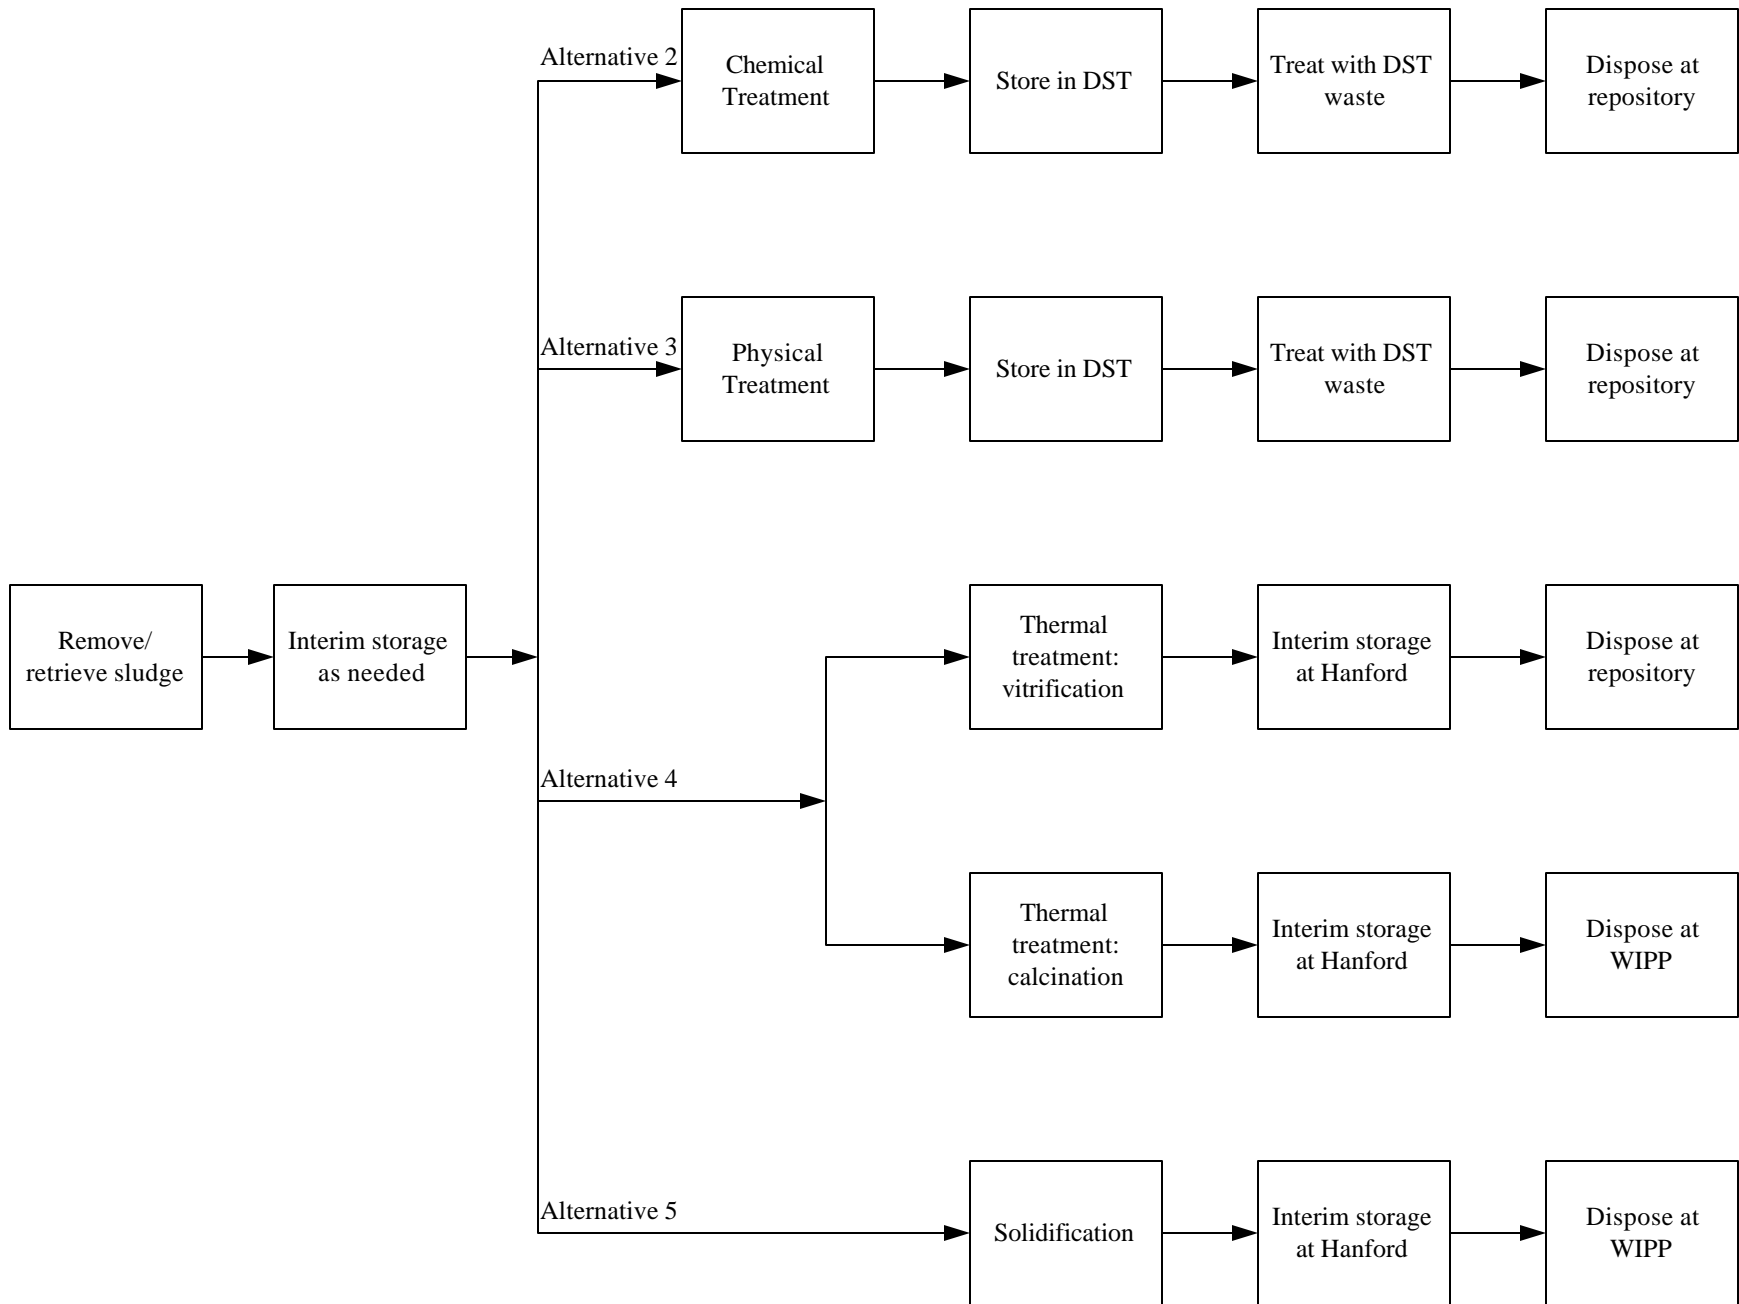 Alternative 2
Chemical
Treatment
Store in DST
Treat with DST
waste
Dispose at
repository
Alternative 3
Physical
Treatment
Store in DST
Treat with DST
waste
Dispose at
repository
Remove/
retrieve sludge
Interim storage
as needed
Thermal
treatment:
vitrification
Interim storage
at Hanford
Dispose at
repository
Alternative 4
Thermal
treatment:
calcination
Interim storage
at Hanford
Dispose at
WIPP
Alternative 5
Solidification
Interim storage
at Hanford
Dispose at
WIPP